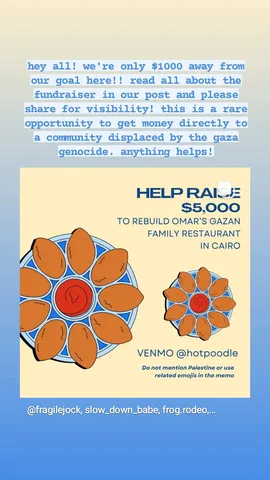 hey all! we're only $1000 away from
our goal here!! read all about the
fundraiser in our post and please
share for visibility! this is a rare
opportunity to get money directly to
a community displaced by the gaza
genocide. anything helps!
HELP RAISE
$5,000
TO REBUILD OMAR'S GAZAN
FAMILY RESTAURANT
IN CAIRO
VENMO @hotpoodle
Do not mention Palestine or use
related emojis in the memo
@fragilejock, slow_down_babe, frog.rodeo,...